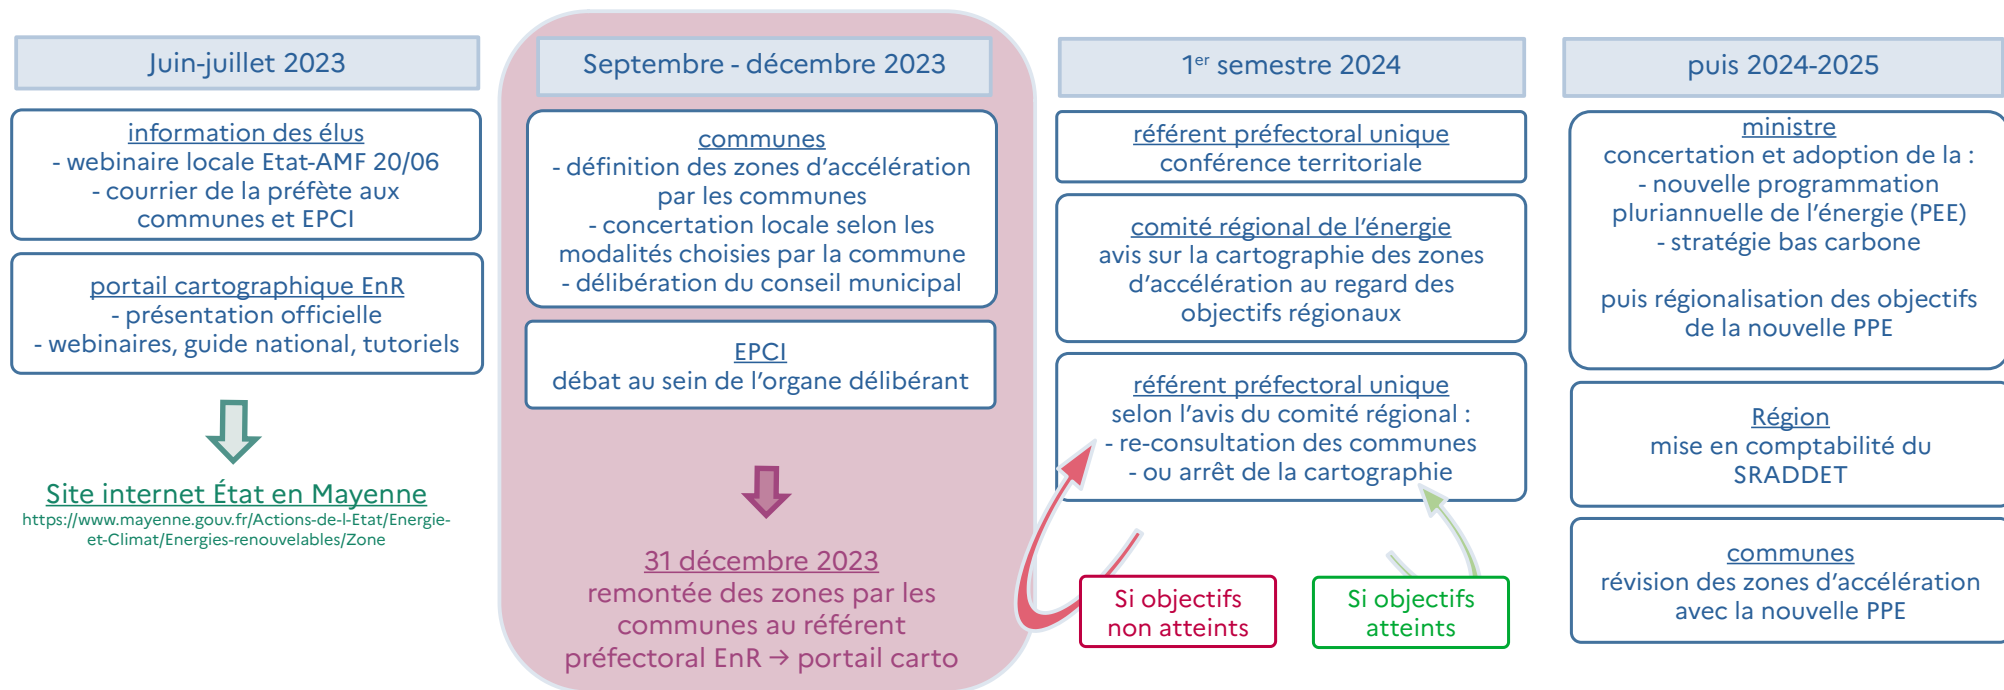 Juin-juillet 2023
information des élus
- webinaire locale Etat-AMF 20/06
- courrier de la préfète aux
communes et EPCI
portail cartographique EnR
- présentation officielle
- webinaires, guide national, tutoriels
Site internet État en Mayenne
https://www.mayenne.gouv.fr/Actions-de-l-Etat/Energie-
et-Climat/Energies-renouvelables/Zone
Septembre - décembre 2023
communes
- définition des zones d’accélération
par les communes
- concertation locale selon les
modalités choisies par la commune
- délibération du conseil municipal
EPCI
débat au sein de l’organe délibérant
31 décembre 2023
remontée des zones par les
communes au référent
préfectoral EnR → portail carto
1er semestre 2024
référent préfectoral unique
conférence territoriale
comité régional de l’énergie
avis sur la cartographie des zones
d’accélération au regard des
objectifs régionaux
référent préfectoral unique
selon l’avis du comité régional :
- re-consultation des communes
- ou arrêt de la cartographie
Si objectifs
non atteints
Si objectifs
atteints
puis 2024-2025
ministre
concertation et adoption de la :
- nouvelle programmation
pluriannuelle de l’énergie (PEE)
- stratégie bas carbone
puis régionalisation des objectifs
de la nouvelle PPE
Région
mise en comptabilité du
SRADDET
communes
révision des zones d’accélération
avec la nouvelle PPE